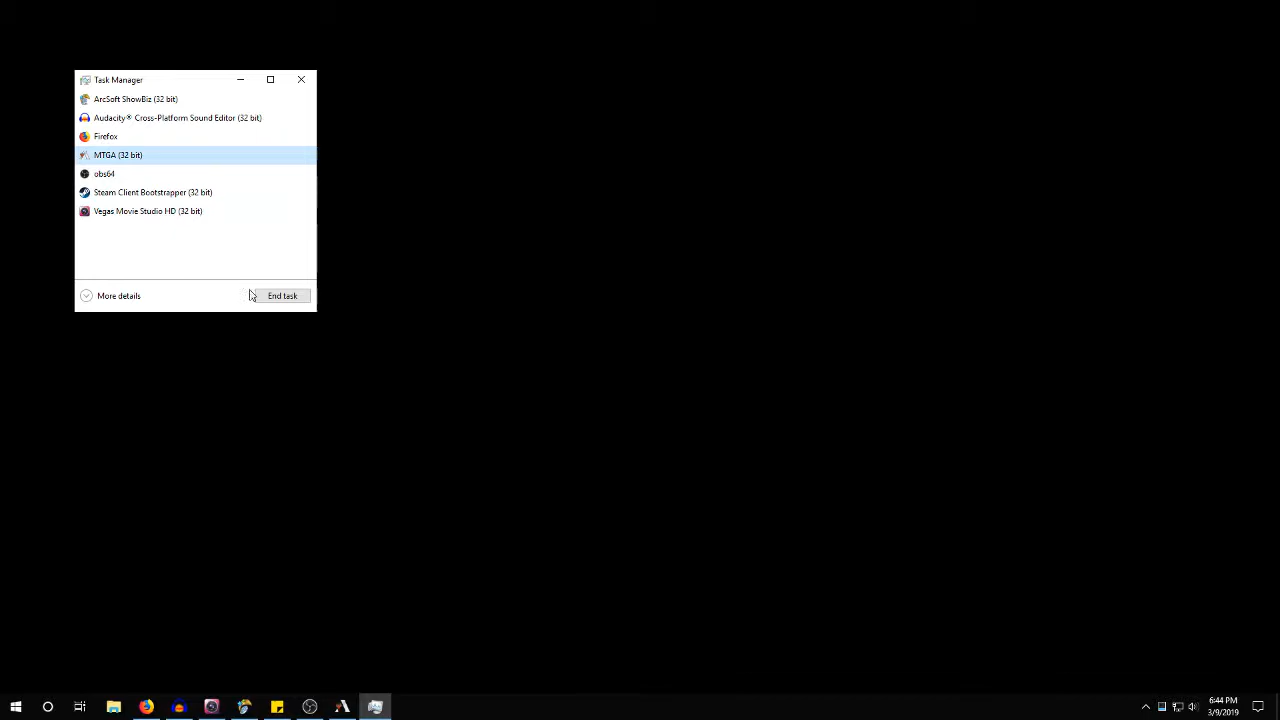 Task Manager
ArcSoft ShowBiz (32 bit)
Audacity® Cross-Platform Sound Editor (32 bit)
Firefox
MTGA (32 bit)
obs64
Steam Client Bootstrapper (32 bit)
Vegas Movie Studio HD (32 bit)
More details
End task
6:44 PM
3/9/2019